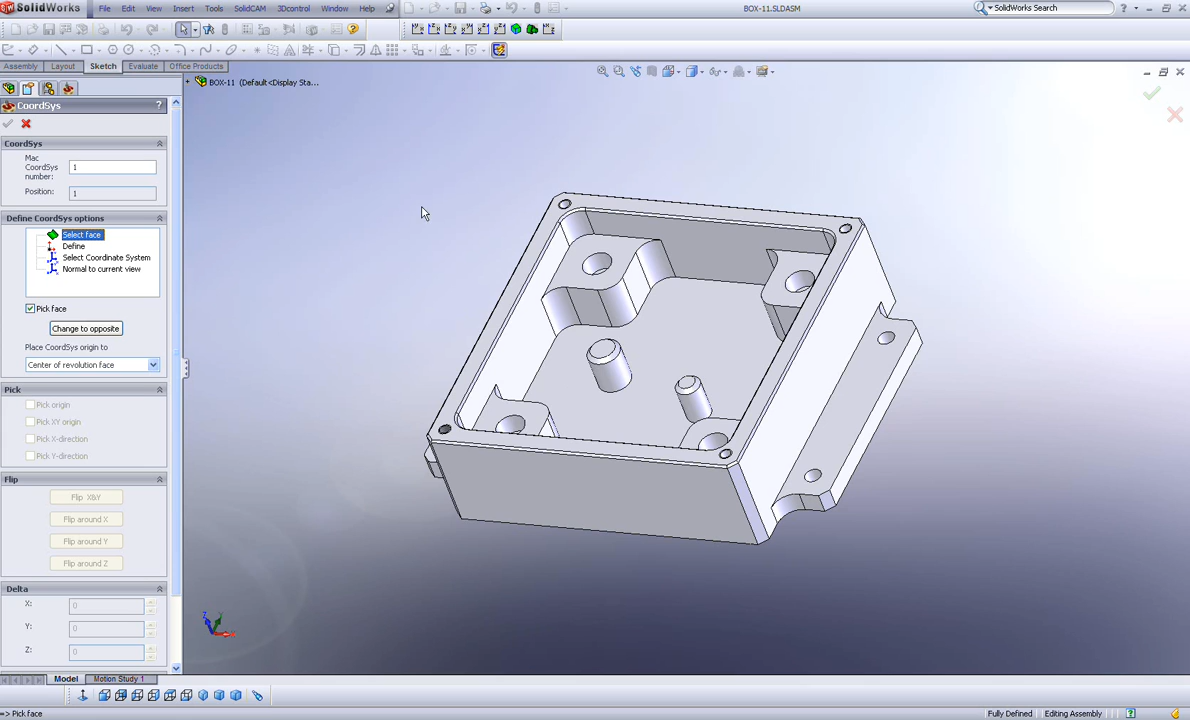 SolidWorks File Edit View Insert Tools SolidCAM 3Dcontrol Window Help BOX-11.SLDASM SolidWorks Search
Assembly Layout Sketch Evaluate Office Products
BOX-11 (Default<Display Sta...
CoordSys ?
CoordSys
Mac CoordSys number: 1
Position: 1
Define CoordSys options
Select face
Define
Select Coordinate System
Normal to current view
Pick face
Change to opposite
Place CoordSys origin to
Center of revolution face
Pick
Pick origin
Pick XY origin
Pick X-direction
Pick Y-direction
Flip
Flip X&Y
Flip around X
Flip around Y
Flip around Z
Delta
X: 0
Y: 0
Z: 0
Model Motion Study 1
=> Pick face Fully Defined Editing Assembly